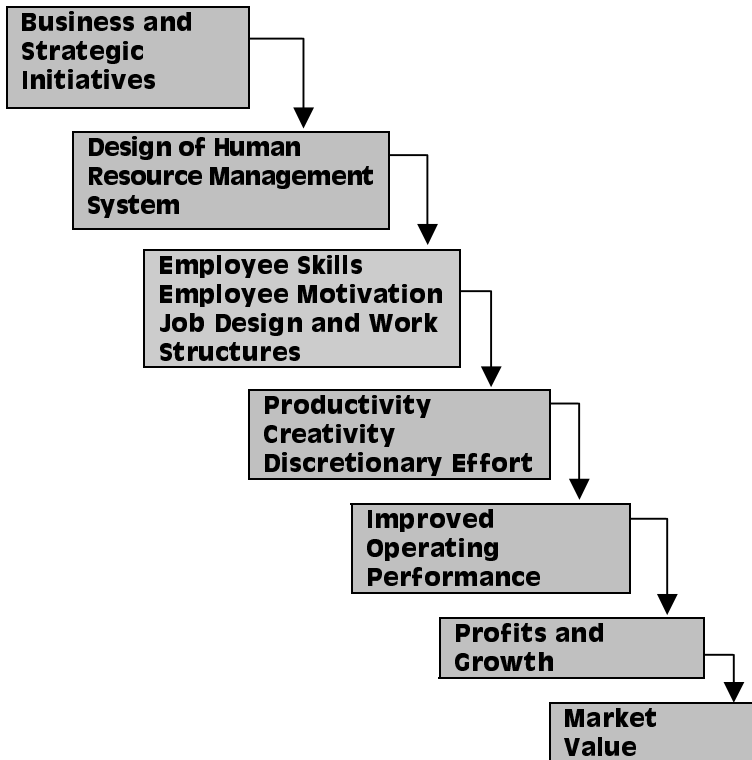 Business and
Strategic
Initiatives
Design of Human
Resource Management
System
Employee Skills
Employee Motivation
Job Design and Work
Structures
Productivity
Creativity
Discretionary Effort
Improved
Operating
Performance
Profits and
Growth
Market
Value